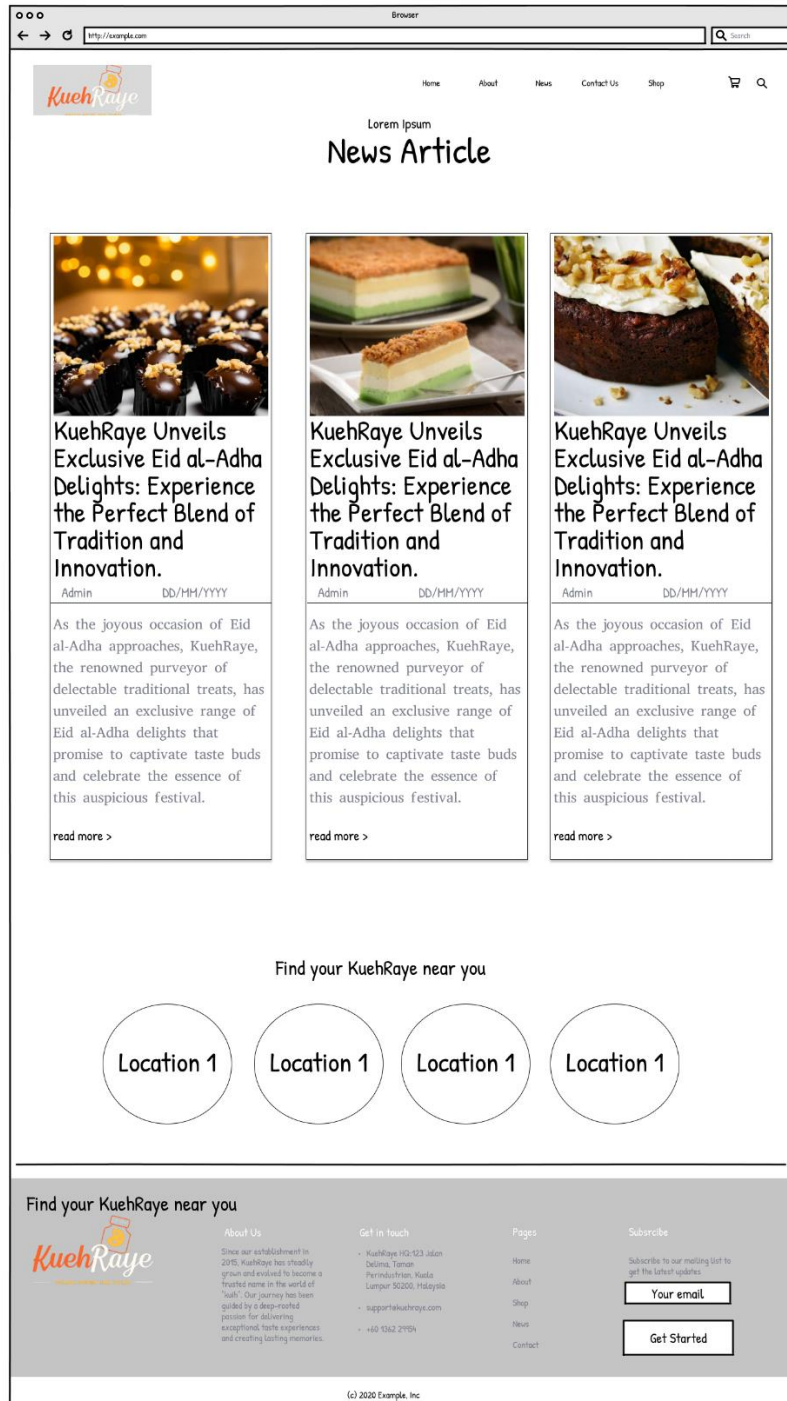 Browser
http://example.com
Search
KuehRaye
Home About News Contact Us Shop
Lorem Ipsum
News Article
KuehRaye Unveils
Exclusive Eid al-Adha
Delights: Experience
the Perfect Blend of
Tradition and
Innovation.
Admin DD/MM/YYYY
As the joyous occasion of Eid
al-Adha approaches, KuehRaye,
the renowned purveyor of
delectable traditional treats, has
unveiled an exclusive range of
Eid al-Adha delights that
promise to captivate taste buds
and celebrate the essence of
this auspicious festival.
read more >
KuehRaye Unveils
Exclusive Eid al-Adha
Delights: Experience
the Perfect Blend of
Tradition and
Innovation.
Admin DD/MM/YYYY
As the joyous occasion of Eid
al-Adha approaches, KuehRaye,
the renowned purveyor of
delectable traditional treats, has
unveiled an exclusive range of
Eid al-Adha delights that
promise to captivate taste buds
and celebrate the essence of
this auspicious festival.
read more >
KuehRaye Unveils
Exclusive Eid al-Adha
Delights: Experience
the Perfect Blend of
Tradition and
Innovation.
Admin DD/MM/YYYY
As the joyous occasion of Eid
al-Adha approaches, KuehRaye,
the renowned purveyor of
delectable traditional treats, has
unveiled an exclusive range of
Eid al-Adha delights that
promise to captivate taste buds
and celebrate the essence of
this auspicious festival.
read more >
Find your KuehRaye near you
Location 1
Location 1
Location 1
Location 1
Find your KuehRaye near you
KuehRaye
About Us
Since our establishment in
2015, KuehRaye has steadily
grown and evolved to become a
trusted name in the world of
"kuih". Our journey has been
guided by a deep-rooted
passion for delivering
exceptional taste experiences
and creating lasting memories.
Get in touch
- KuehRaye HQ:123 Jalan
Delima, Taman
Perindustrian, Kuala
Lumpur 50200, Malaysia
- support@kuehraye.com
- +60 1362 29154
Pages
Home
About
Shop
News
Contact
Subsrcibe
Subscribe to our mailing list to
get the latest updates
Your email
Get Started
(c) 2020 Example, Inc